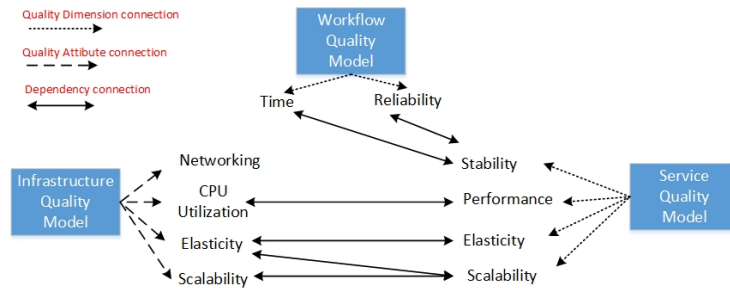 Quality Dimension connection
Quality Attibute connection
Dependency connection
Workflow
Quality
Model
Time
Reliability
Networking
Stability
Infrastructure
Quality
Model
CPU
Utilization
Performance
Service
Quality
Model
Elasticity
Elasticity
Scalability
Scalability